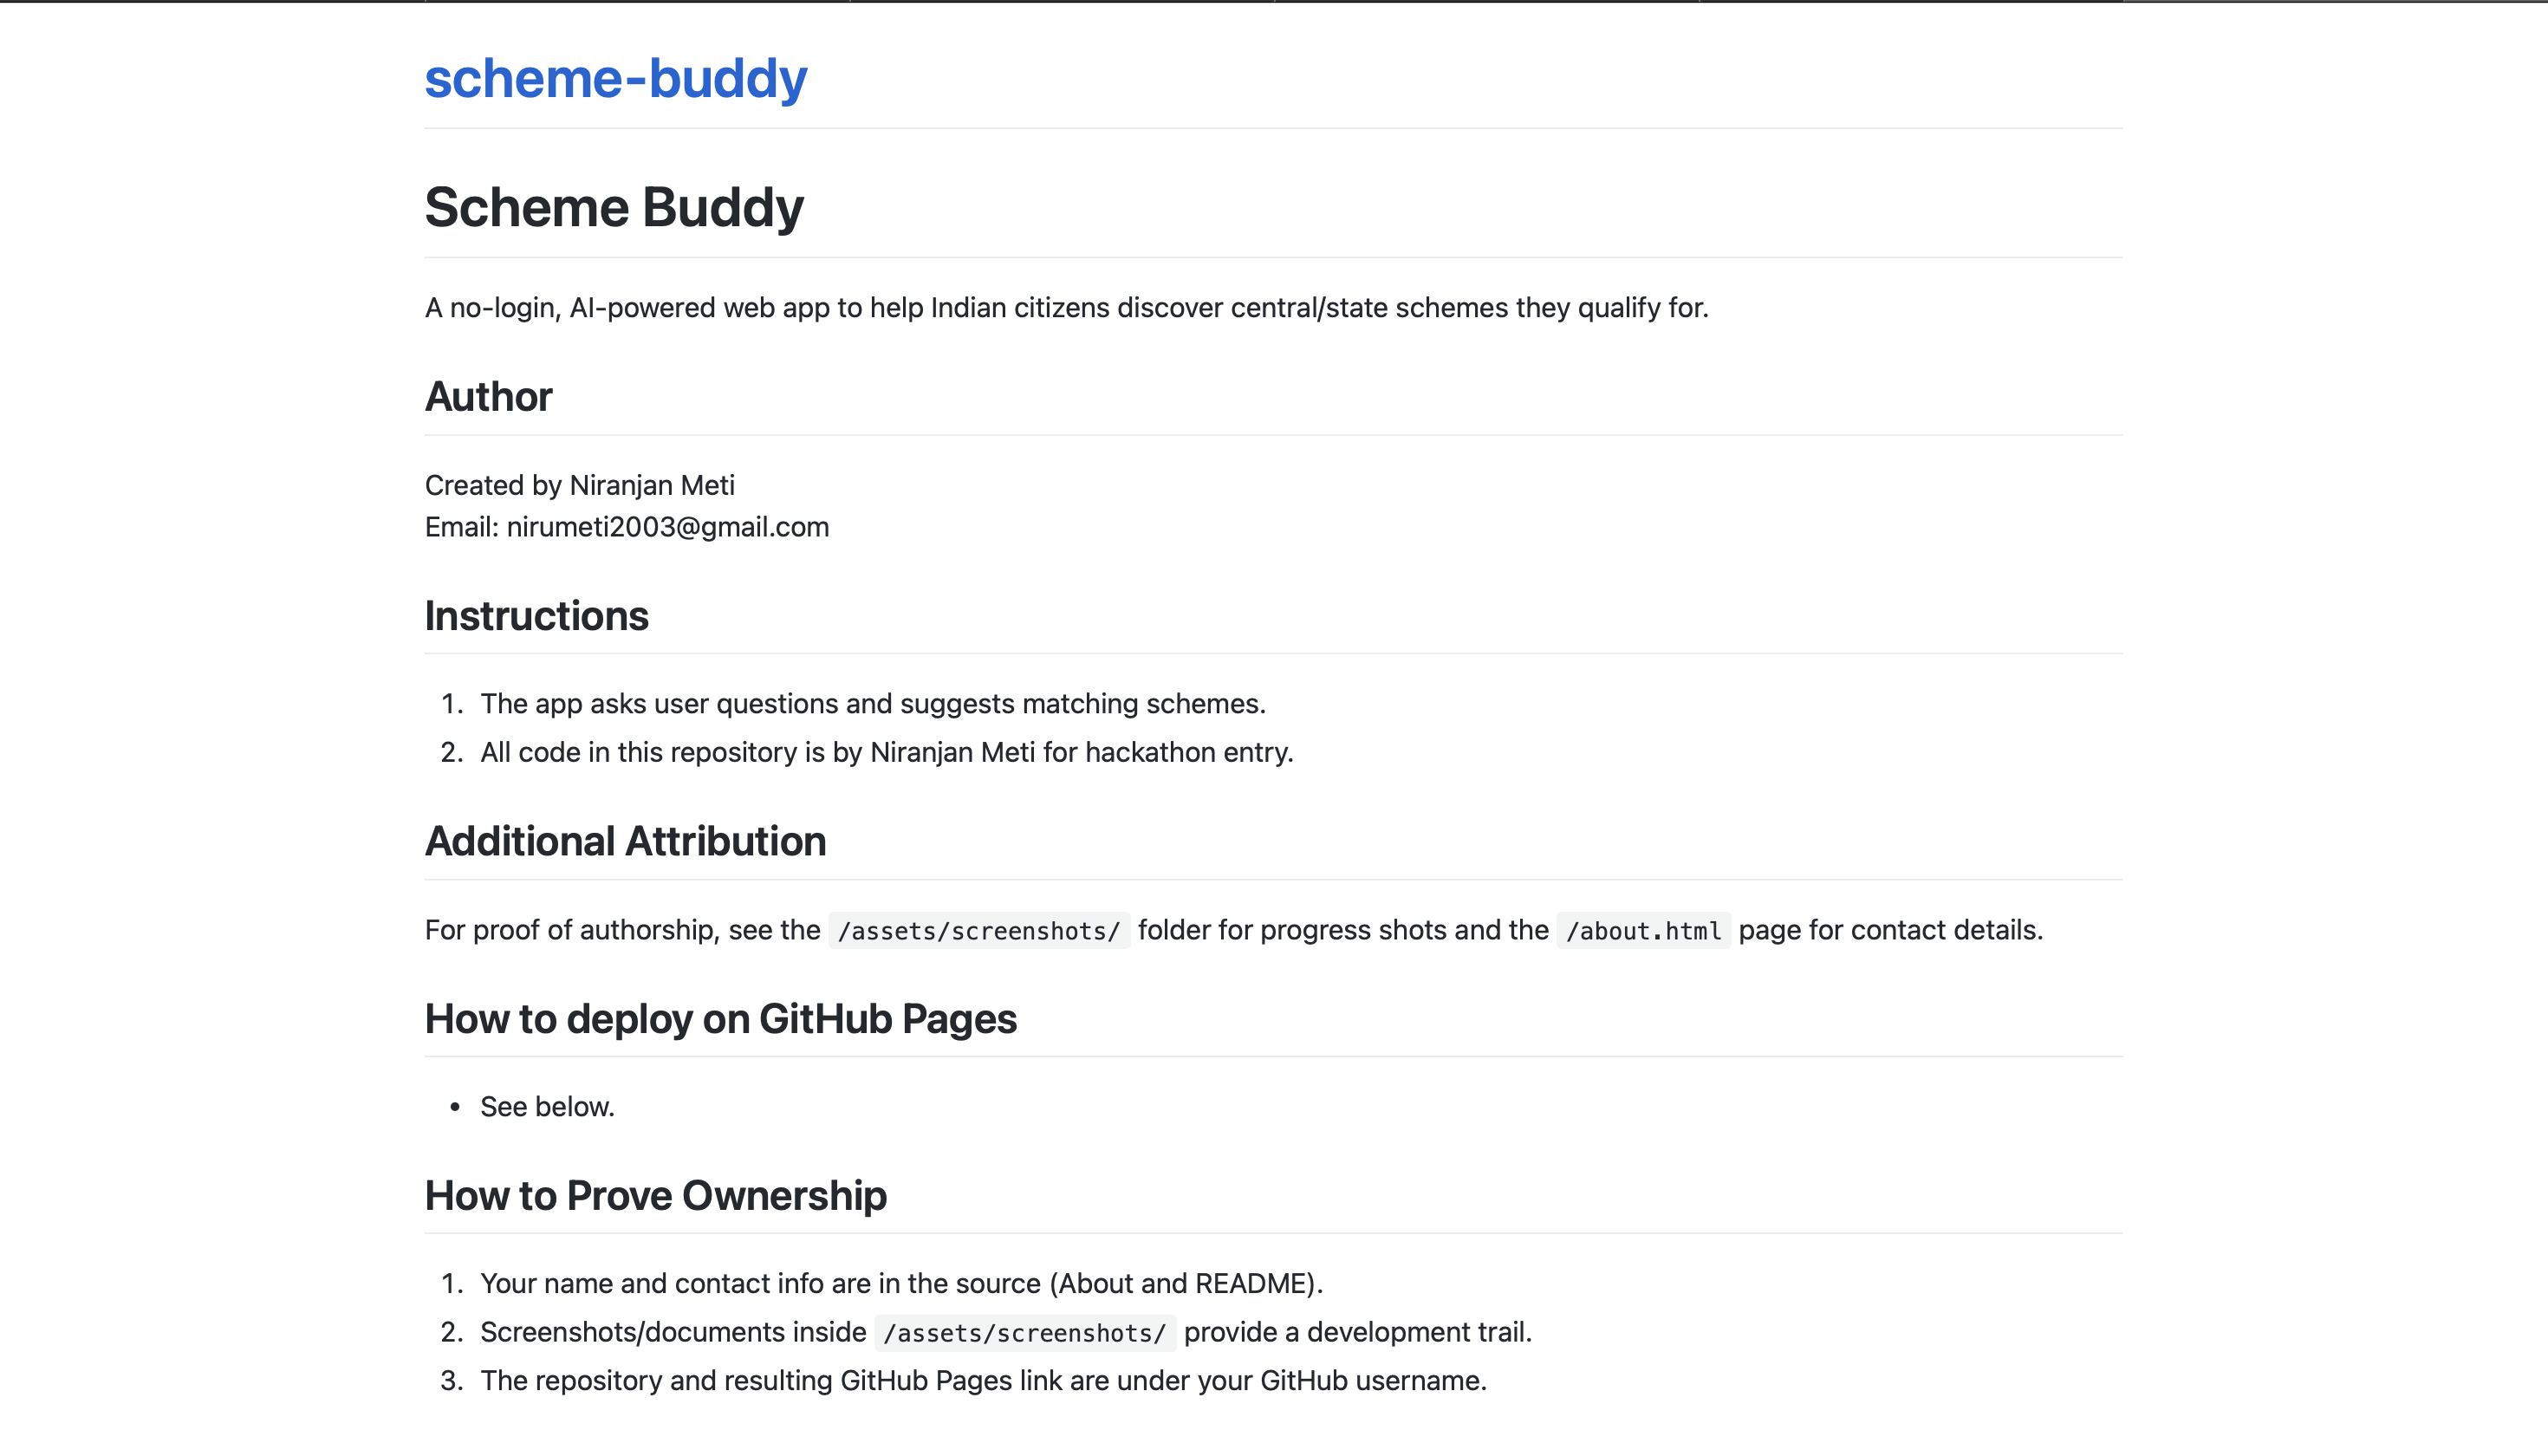 scheme-buddy
Scheme Buddy
A no-login, AI-powered web app to help Indian citizens discover central/state schemes they qualify for.
Author
Created by Niranjan Meti
Email: nirumeti2003@gmail.com
Instructions
1. The app asks user questions and suggests matching schemes.
2. All code in this repository is by Niranjan Meti for hackathon entry.
Additional Attribution
For proof of authorship, see the /assets/screenshots/ folder for progress shots and the /about.html page for contact details.
How to deploy on GitHub Pages
• See below.
How to Prove Ownership
1. Your name and contact info are in the source (About and README).
2. Screenshots/documents inside /assets/screenshots/ provide a development trail.
3. The repository and resulting GitHub Pages link are under your GitHub username.